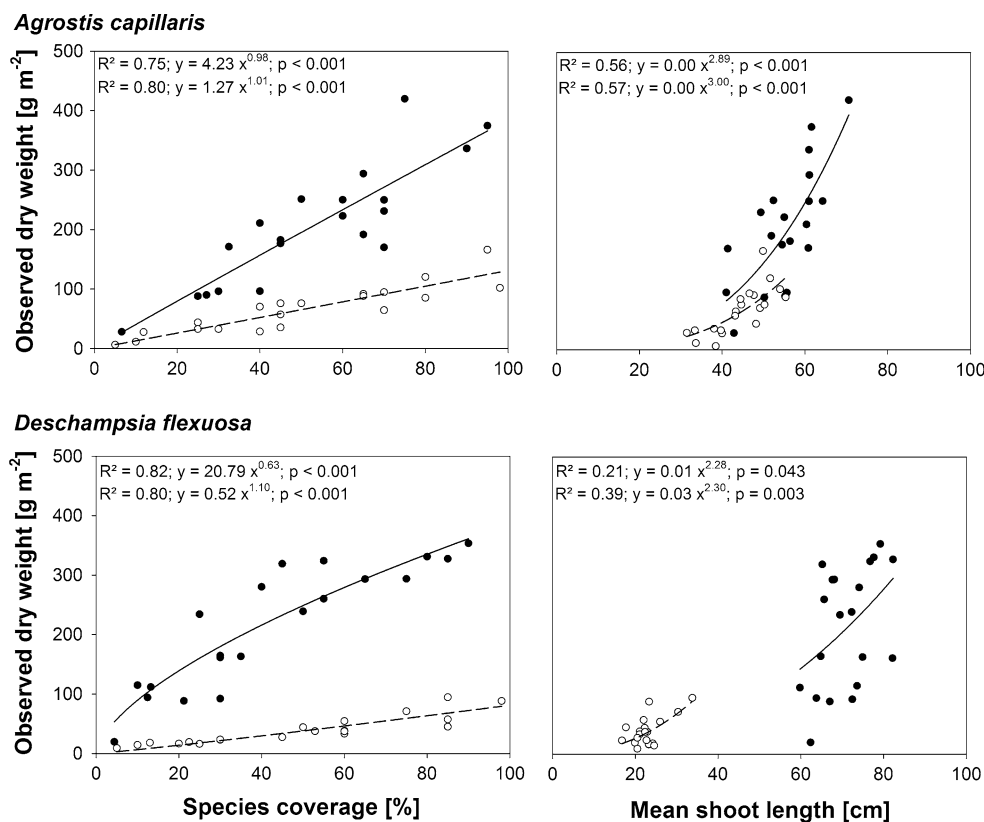 Agrostis capillaris
R² = 0.75; y = 4.23 x^0.98; p < 0.001
R² = 0.80; y = 1.27 x^1.01; p < 0.001
R² = 0.56; y = 0.00 x^2.89; p < 0.001
R² = 0.57; y = 0.00 x^3.00; p < 0.001
Observed dry weight [g m⁻²]
500
400
300
200
100
0
0 20 40 60 80 100
0 20 40 60 80 100
Deschampsia flexuosa
R² = 0.82; y = 20.79 x^0.63; p < 0.001
R² = 0.80; y = 0.52 x^1.10; p < 0.001
R² = 0.21; y = 0.01 x^2.28; p = 0.043
R² = 0.39; y = 0.03 x^2.30; p = 0.003
Observed dry weight [g m⁻²]
500
400
300
200
100
0
0 20 40 60 80 100
0 20 40 60 80 100
Species coverage [%]
Mean shoot length [cm]